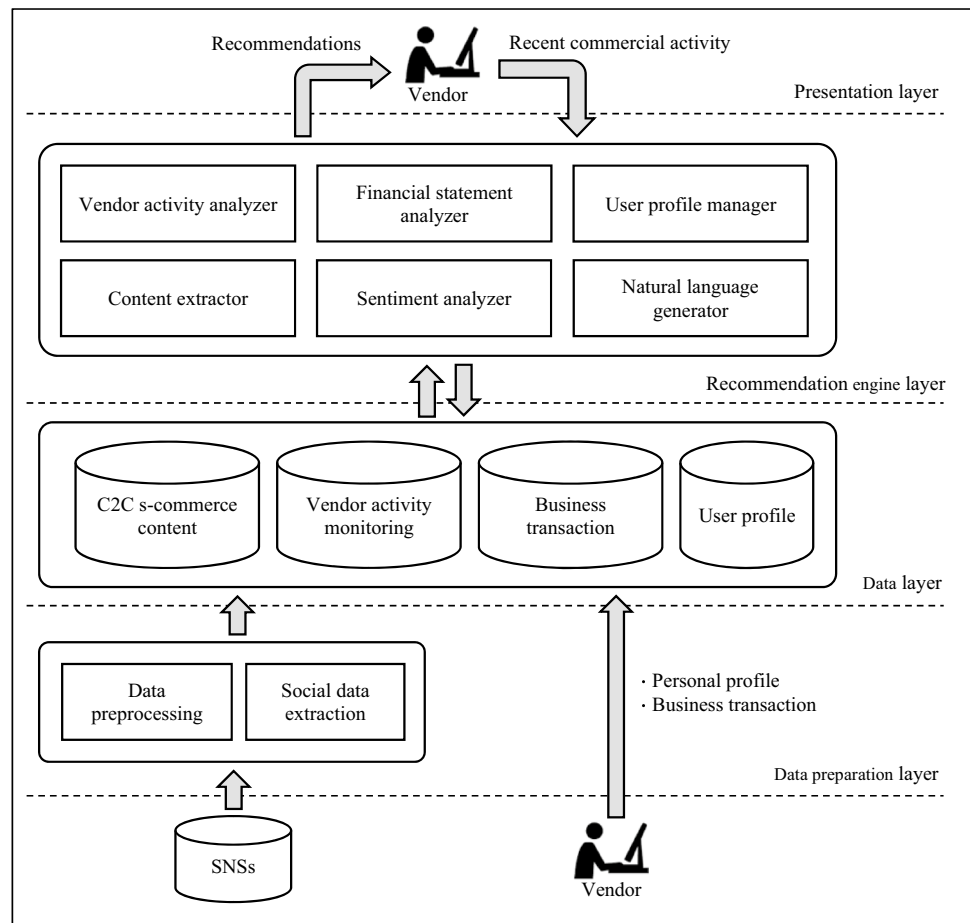 Recommendations
Recent commercial activity
Vendor
Presentation layer
Vendor activity analyzer
Financial statement
analyzer
User profile manager
Content extractor
Sentiment analyzer
Natural language
generator
Recommendation engine layer
C2C s-commerce
content
Vendor activity
monitoring
Business
transaction
User profile
Data layer
Data
preprocessing
Social data
extraction
· Personal profile
· Business transaction
Data preparation layer
SNSs
Vendor